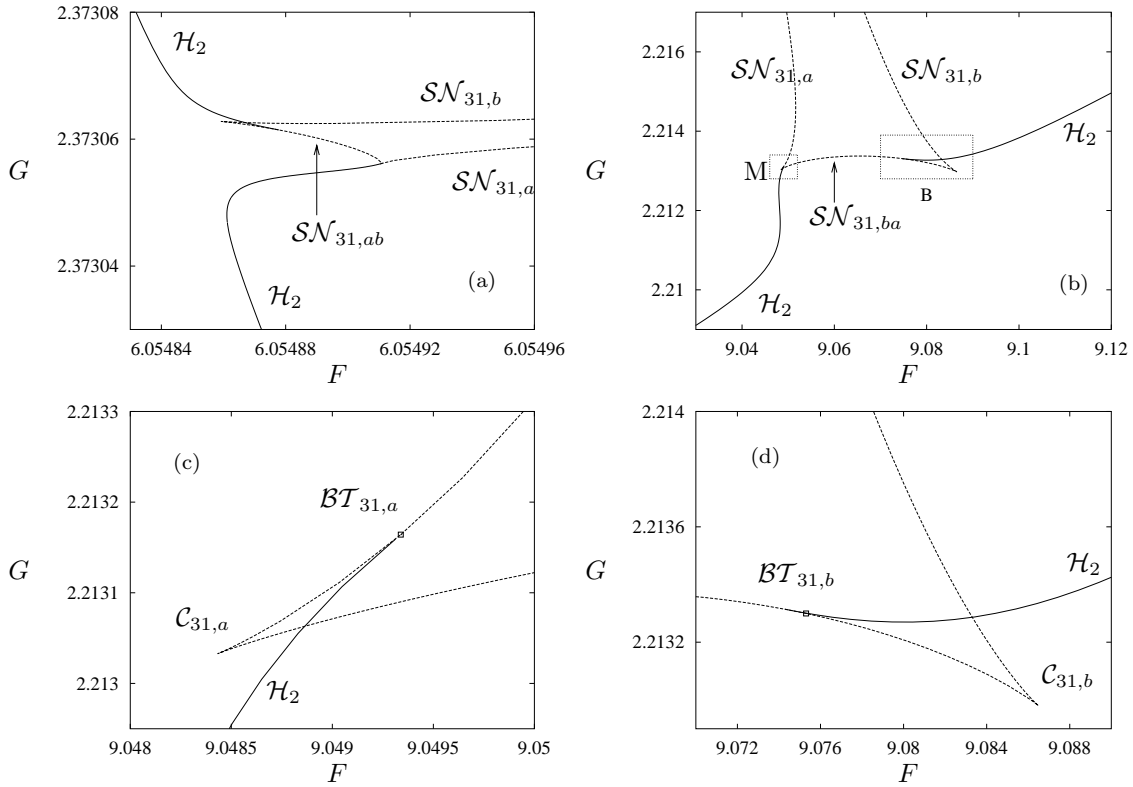 2.37308
2.37306
2.37304
G
6.05484
6.05488
6.05492
6.05496
F
H₂
SN₃₁,b
SN₃₁,a
SN₃₁,ab
H₂
(a)
2.216
2.214
2.212
2.21
G
9.04
9.06
9.08
9.1
9.12
F
SN₃₁,a
SN₃₁,b
H₂
M
B
SN₃₁,ba
H₂
(b)
2.2133
2.2132
2.2131
2.213
G
9.048
9.0485
9.049
9.0495
9.05
F
(c)
BT₃₁,a
C₃₁,a
H₂
2.214
2.2136
2.2132
G
9.072
9.076
9.08
9.084
9.088
F
(d)
BT₃₁,b
H₂
C₃₁,b